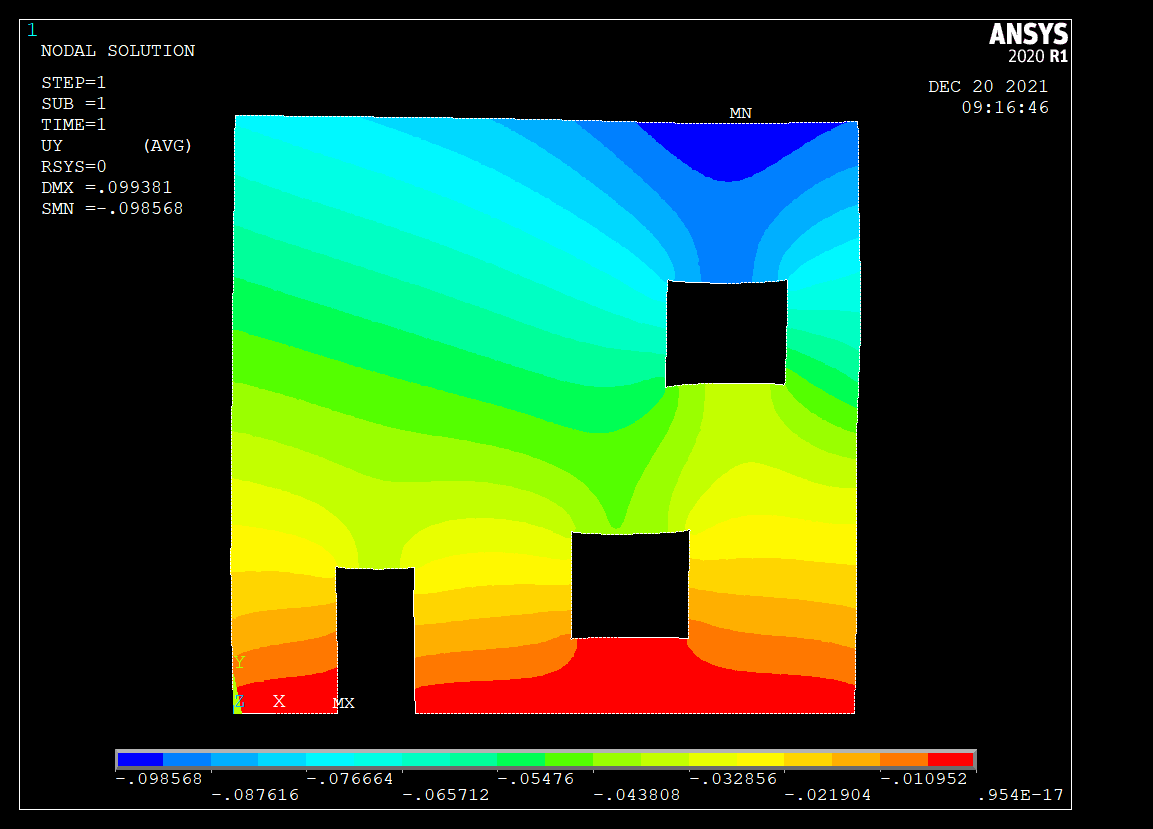 1
NODAL SOLUTION
STEP=1
SUB =1
TIME=1
UY (AVG)
RSYS=0
DMX =.099381
SMN =-.098568
ANSYS
2020 R1
DEC 20 2021
09:16:46
MN
Y
Z X MX
-.098568 -.076664 -.05476 -.032856 -.010952
-.087616 -.065712 -.043808 -.021904 .954E-17